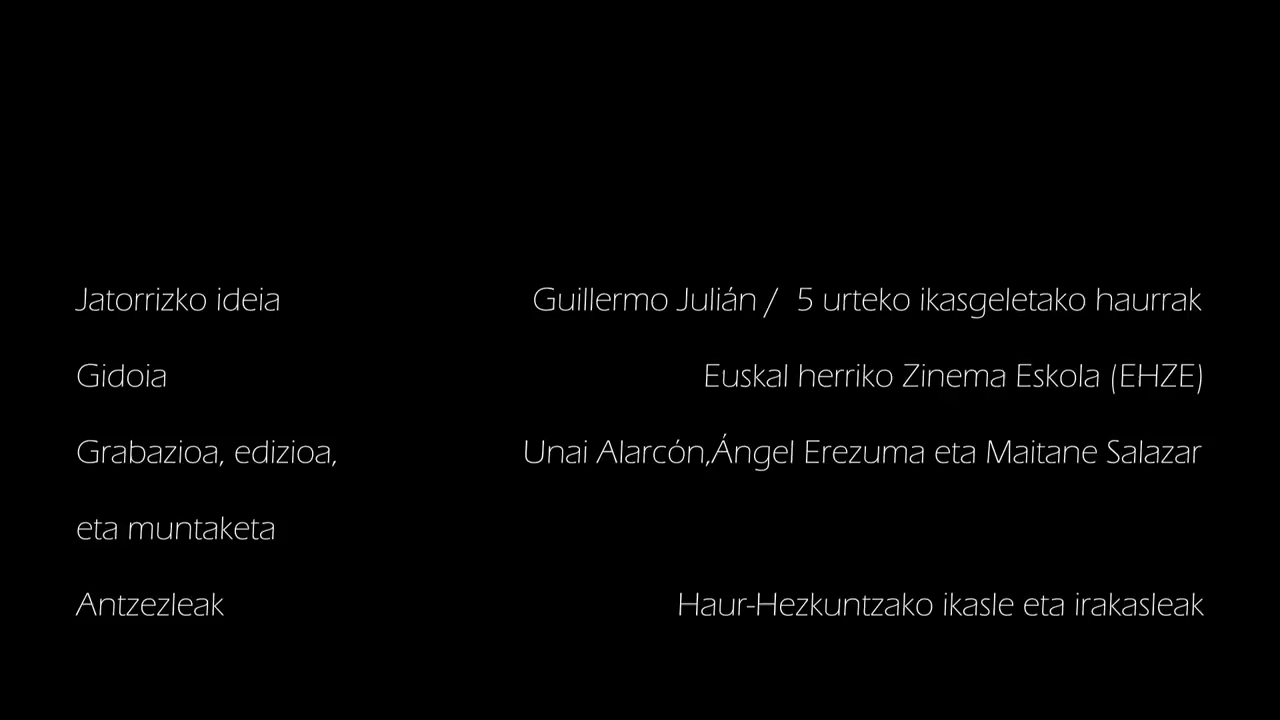 Jatorrizko ideia Guillermo Julián / 5 urteko ikasgeletako haurrak
Gidoia Euskal herriko Zinema Eskola (EHZE)
Grabazioa, edizioa, Unai Alarcón,Ángel Erezuma eta Maitane Salazar
eta muntaketa
Antzezleak Haur-Hezkuntzako ikasle eta irakasleak